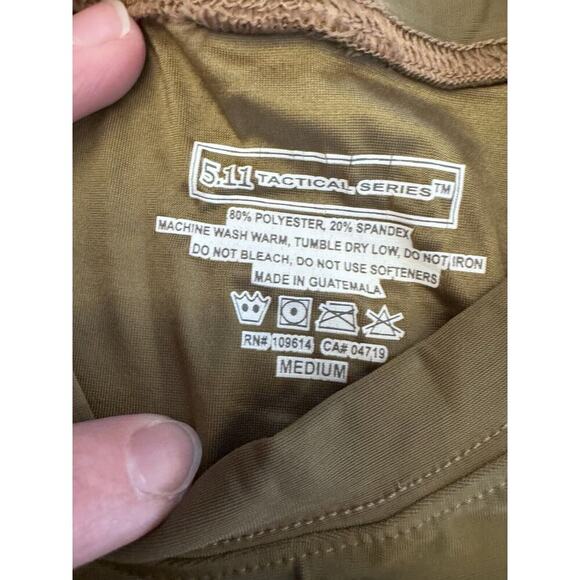 5.11 TACTICAL SERIES™
80% POLYESTER, 20% SPANDEX
MACHINE WASH WARM, TUMBLE DRY LOW, DO NOT IRON
DO NOT BLEACH, DO NOT USE SOFTENERS
MADE IN GUATEMALA
RN# 109614 CA# 04719
MEDIUM